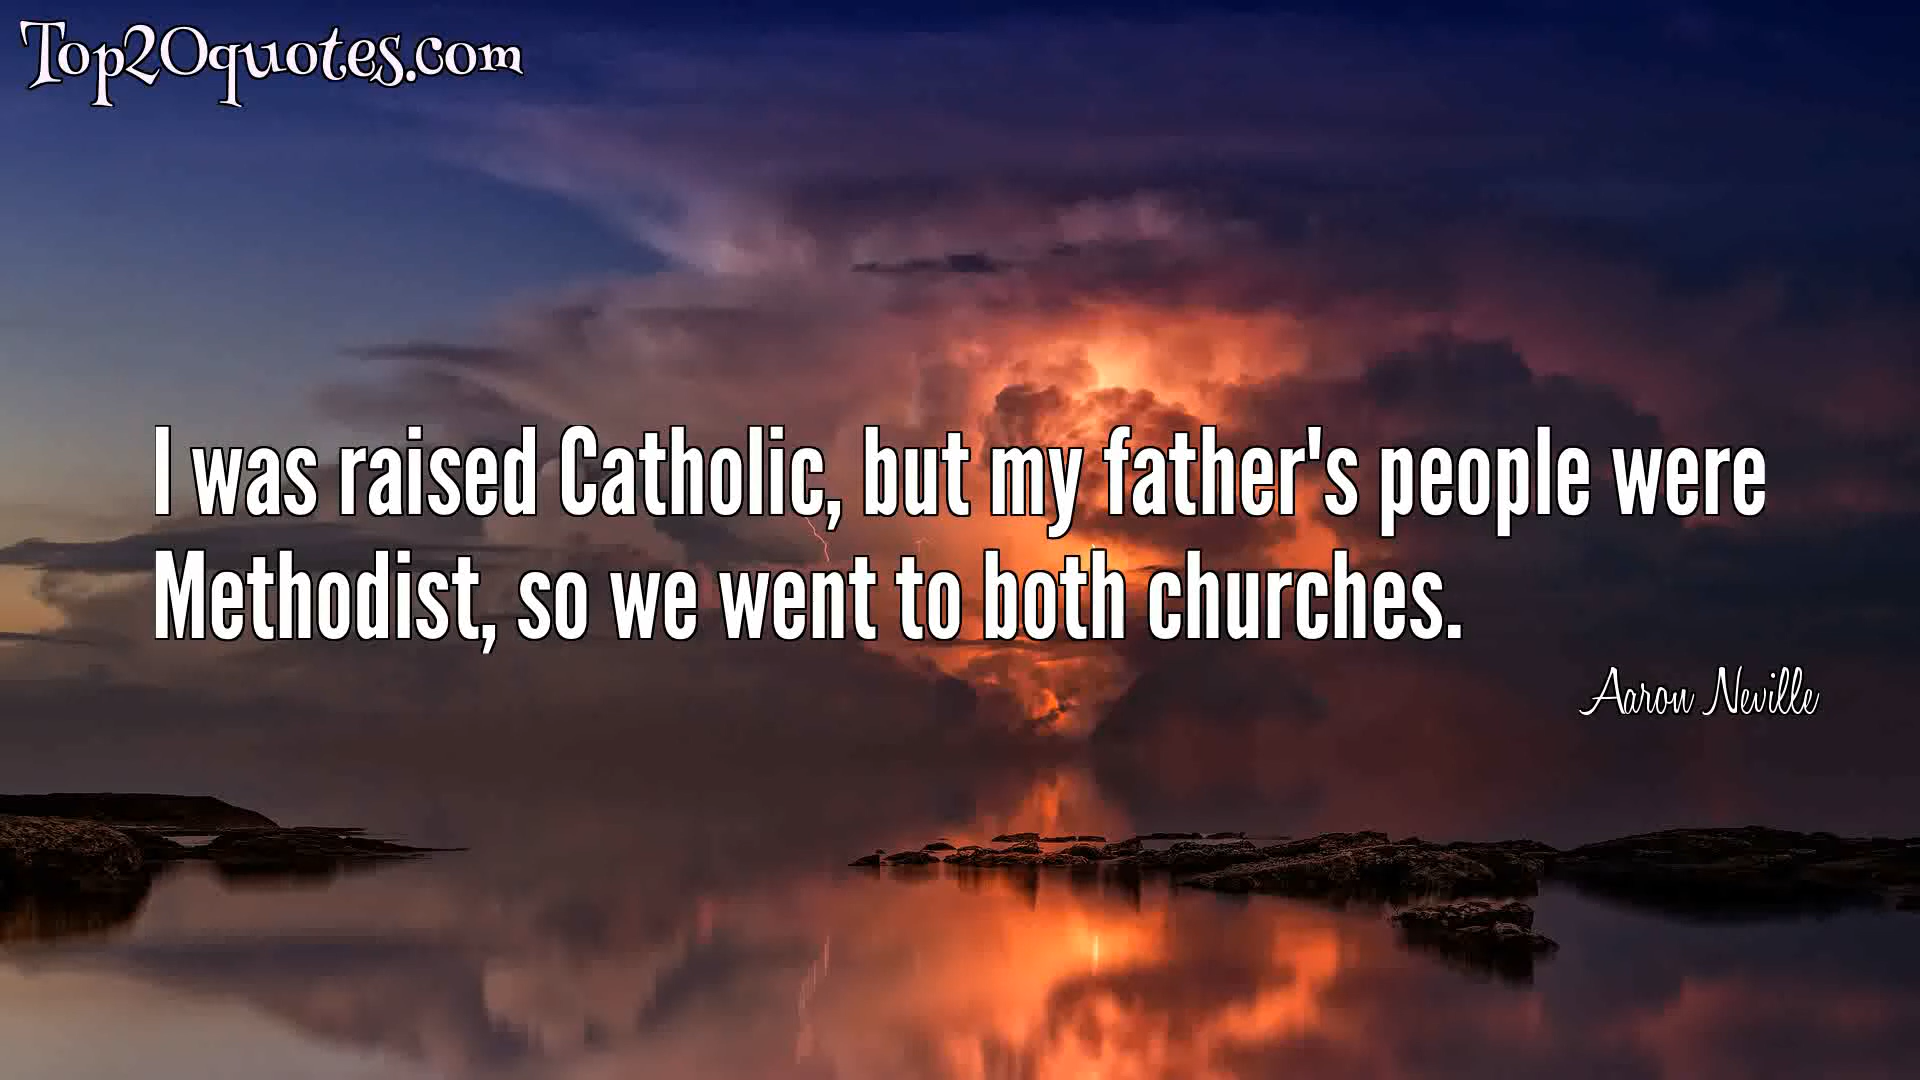 Top20quotes.com
I was raised Catholic, but my father's people were
Methodist, so we went to both churches.
Aaron Neville